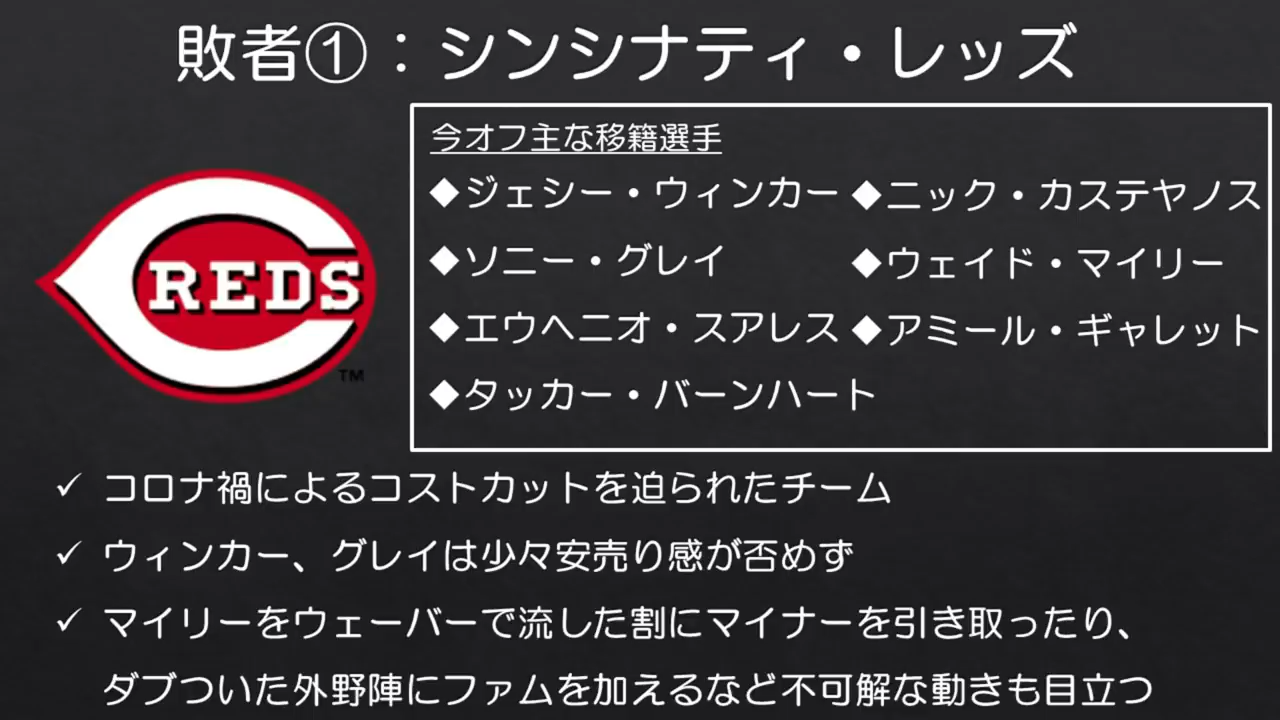 敗者①：シンシナティ・レッズ
今オフ主な移籍選手
◆ジェシー・ウィンカー ◆ニック・カステヤノス
◆ソニー・グレイ ◆ウェイド・マイリー
◆エウヘニオ・スアレス ◆アミール・ギャレット
◆タッカー・バーンハート
REDS
TM
✓ コロナ禍によるコストカットを迫られたチーム
✓ ウィンカー、グレイは少々安売り感が否めず
✓ マイリーをウェーバーで流した割にマイナーを引き取ったり、
ダブついた外野陣にファムを加えるなど不可解な動きも目立つ